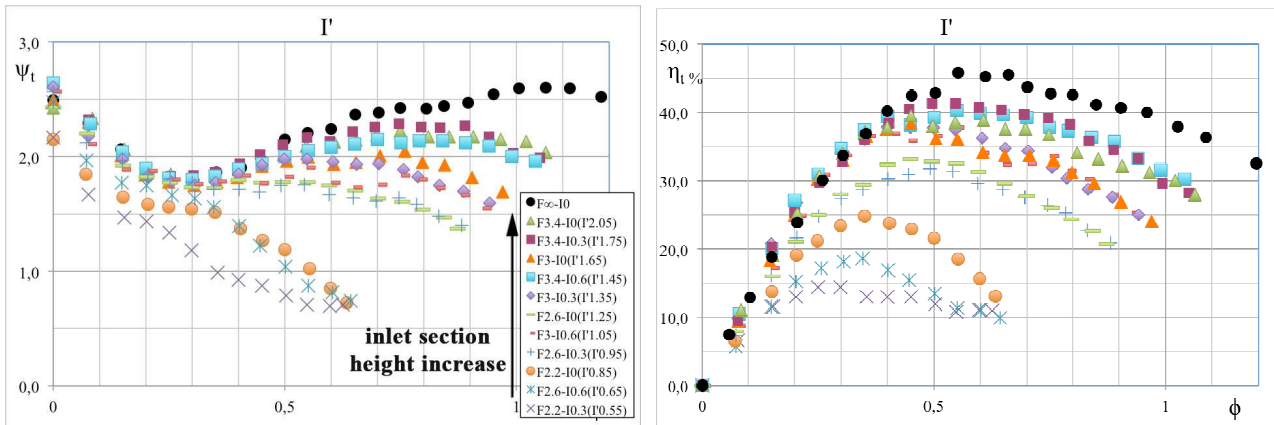 I'
3,0
ψt
2,0
1,0
0,0
0
0,5
1
inlet section
height increase
F∞-I0
F3.4-I0(I'2.05)
F3.4-I0.3(I'1.75)
F3-I0(I'1.65)
F3.4-I0.6(I'1.45)
F3-I0.3(I'1.35)
F2.6-I0(I'1.25)
F3-I0.6(I'1.05)
F2.6-I0.3(I'0.95)
F2.2-I0(I'0.85)
F2.6-I0.6(I'0.65)
F2.2-I0.3(I'0.55)
I'
50,0
ηt %
40,0
30,0
20,0
10,0
0,0
0
0,5
1
ϕ